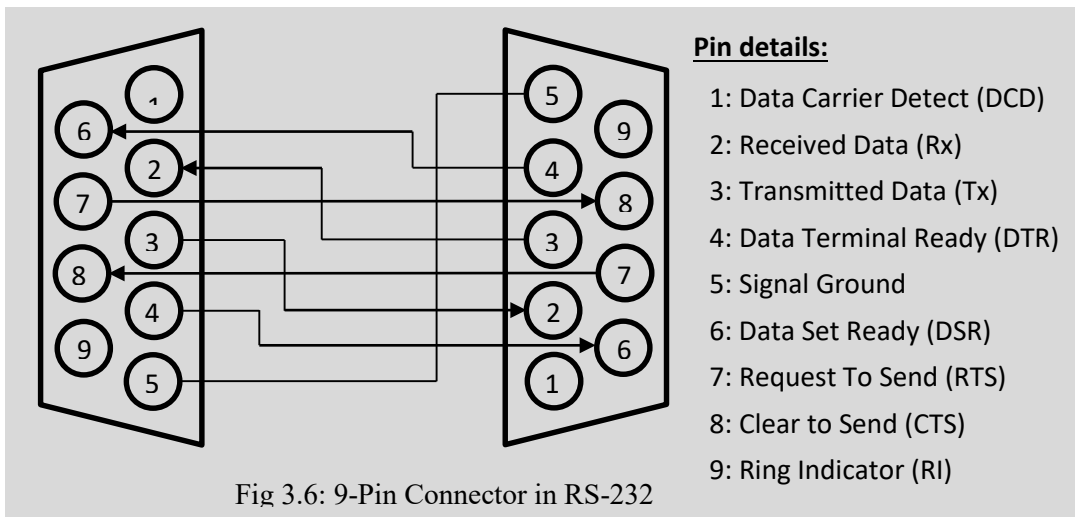 1
6
2
7
3
8
4
9
5
5
9
4
8
3
7
2
6
1
Pin details:
1: Data Carrier Detect (DCD)
2: Received Data (Rx)
3: Transmitted Data (Tx)
4: Data Terminal Ready (DTR)
5: Signal Ground
6: Data Set Ready (DSR)
7: Request To Send (RTS)
8: Clear to Send (CTS)
9: Ring Indicator (RI)
Fig 3.6: 9-Pin Connector in RS-232